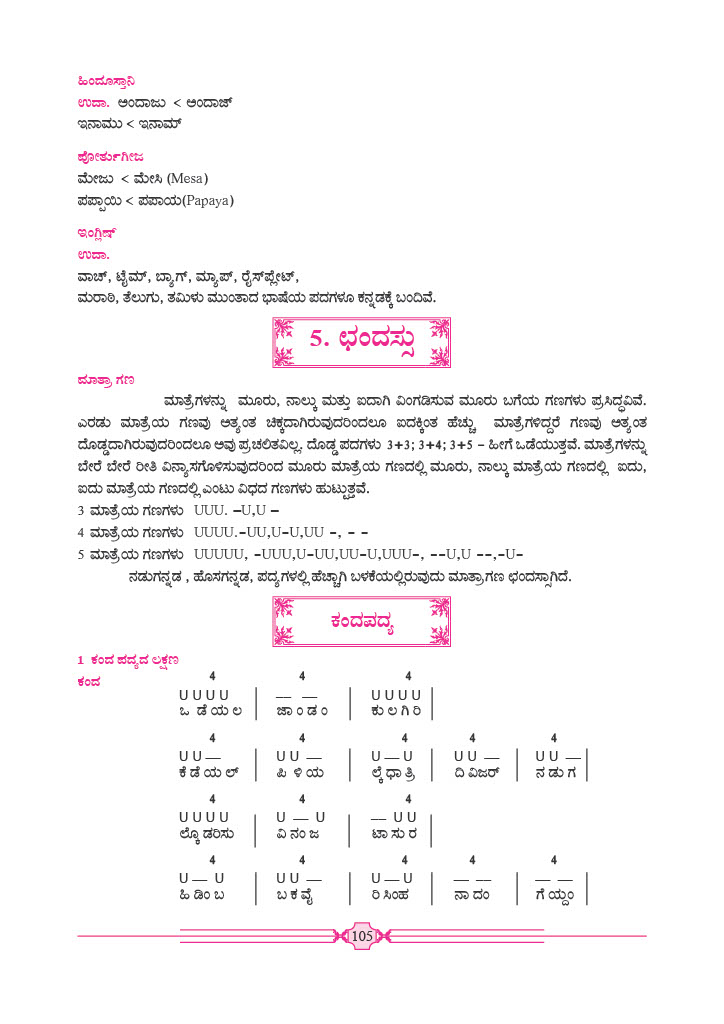 ಹಿಂದೂಸ್ತಾನಿ
ಉದಾ. ಅಂದಾಜು < ಅಂದಾಜ್
ಇನಾಮು < ಇನಾಮ್
ಪೋರ್ತುಗೀಜ
ಮೇಜು < ಮೇಸಿ (Mesa)
ಪಪ್ಪಾಯಿ < ಪಪಾಯ(Papaya)
ಇಂಗ್ಲಿಷ್
ಉದಾ.
ವಾಚ್, ಟೈಮ್, ಬ್ಯಾಗ್, ಮ್ಯಾಪ್, ರೈಸ್‌ಪ್ಲೇಟ್,
ಮರಾಠಿ, ತೆಲುಗು, ತಮಿಳು ಮುಂತಾದ ಭಾಷೆಯ ಪದಗಳೂ ಕನ್ನಡಕ್ಕೆ ಬಂದಿವೆ.
5. ಛಂದಸ್ಸು
ಮಾತ್ರಾ ಗಣ
ಮಾತ್ರೆಗಳನ್ನು ಮೂರು, ನಾಲ್ಕು ಮತ್ತು ಐದಾಗಿ ವಿಂಗಡಿಸುವ ಮೂರು ಬಗೆಯ ಗಣಗಳು ಪ್ರಸಿದ್ಧವಿವೆ.
ಎರಡು ಮಾತ್ರೆಯ ಗಣವು ಅತ್ಯಂತ ಚಿಕ್ಕದಾಗಿರುವುದರಿಂದಲೂ ಐದಕ್ಕಿಂತ ಹೆಚ್ಚು ಮಾತ್ರೆಗಳಿದ್ದರೆ ಗಣವು ಅತ್ಯಂತ
ದೊಡ್ಡದಾಗಿರುವುದರಿಂದಲೂ ಅವು ಪ್ರಚಲಿತವಿಲ್ಲ. ದೊಡ್ಡ ಪದಗಳು 3+3; 3+4; 3+5 – ಹೀಗೆ ಒಡೆಯುತ್ತವೆ. ಮಾತ್ರೆಗಳನ್ನು
ಬೇರೆ ಬೇರೆ ರೀತಿ ವಿನ್ಯಾಸಗೊಳಿಸುವುದರಿಂದ ಮೂರು ಮಾತ್ರೆಯ ಗಣದಲ್ಲಿ ಮೂರು, ನಾಲ್ಕು ಮಾತ್ರೆಯ ಗಣದಲ್ಲಿ ಐದು,
ಐದು ಮಾತ್ರೆಯ ಗಣದಲ್ಲಿ ಎಂಟು ವಿಧದ ಗಣಗಳು ಹುಟ್ಟುತ್ತವೆ.
3 ಮಾತ್ರೆಯ ಗಣಗಳು UUU. –U,U –
4 ಮಾತ್ರೆಯ ಗಣಗಳು UUUU.-UU,U-U,UU -, - -
5 ಮಾತ್ರೆಯ ಗಣಗಳು UUUUU, -UUU,U-UU,UU-U,UUU-, --U,U --,-U-
ನಡುಗನ್ನಡ , ಹೊಸಗನ್ನಡ, ಪದ್ಯಗಳಲ್ಲಿ ಹೆಚ್ಚಾಗಿ ಬಳಕೆಯಲ್ಲಿರುವುದು ಮಾತ್ರಾಗಣ ಛಂದಸ್ಸಾಗಿದೆ.
ಕಂದಪದ್ಯ
1 ಕಂದ ಪದ್ಯದ ಲಕ್ಷಣ
ಕಂದ
4 4 4
U U U U | — — | U U U U |
ಒ ಡೆ ಯ ಲ | ಜಾ ಂ ಡ ಂ | ಕು ಲ ಗಿ ರಿ |
4 4 4 4 4
U U — | U U — | U — U | U U — | U U — |
ಕೆ ಡೆ ಯ ಲ್ | ಪಿ ಳಿ ಯ | ಲ್ಕೆ ಧಾ ತ್ರಿ | ದಿ ವಿಜರ್ | ನ ಡು ಗ |
4 4 4
U U U U | U — U | — U U |
ಲ್ಕೊ ಡರಿಸು | ವಿ ನಂ ಜ | ಟಾ ಸು ರ |
4 4 4 4 4
U — U | U U — | U — U | — — | — — |
ಹಿ ಡಿಂ ಬ | ಬ ಕ ವೈ | ರಿ ಸಿಂಹ | ನಾ ದಂ | ಗೆ ಯ್ದಂ |
105